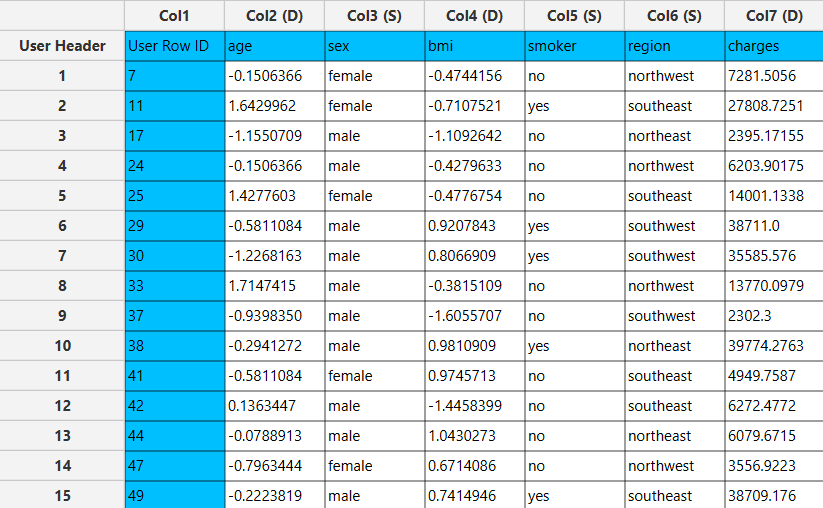 Col1 Col2 (D) Col3 (S) Col4 (D) Col5 (S) Col6 (S) Col7 (D)
User Header User Row ID age sex bmi smoker region charges
1 7 -0.1506366 female -0.4744156 no northwest 7281.5056
2 11 1.6429962 female -0.7107521 yes southeast 27808.7251
3 17 -1.1550709 male -1.1092642 no northeast 2395.17155
4 24 -0.1506366 male -0.4279633 no northwest 6203.90175
5 25 1.4277603 female -0.4776754 no southeast 14001.1338
6 29 -0.5811084 male 0.9207843 yes southwest 38711.0
7 30 -1.2268163 male 0.8066909 yes southwest 35585.576
8 33 1.7147415 male -0.3815109 no northwest 13770.0979
9 37 -0.9398350 male -1.6055707 no southwest 2302.3
10 38 -0.2941272 male 0.9810909 yes northeast 39774.2763
11 41 -0.5811084 female 0.9745713 no southeast 4949.7587
12 42 0.1363447 male -1.4458399 no southeast 6272.4772
13 44 -0.0788913 male 1.0430273 no northeast 6079.6715
14 47 -0.7963444 female 0.6714086 no northwest 3556.9223
15 49 -0.2223819 male 0.7414946 yes southeast 38709.176